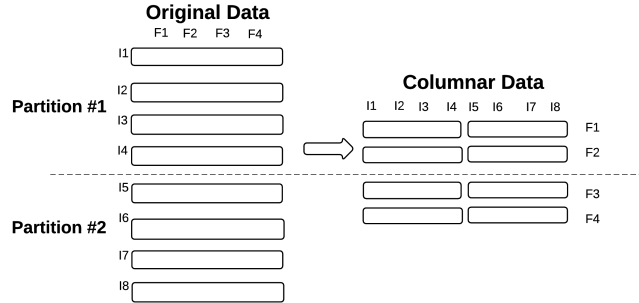 Original Data
F1 F2 F3 F4
I1
I2
Partition #1
I3
I4
I5
I6
Partition #2
I7
I8
Columnar Data
I1 I2 I3 I4 I5 I6 I7 I8
F1
F2
F3
F4